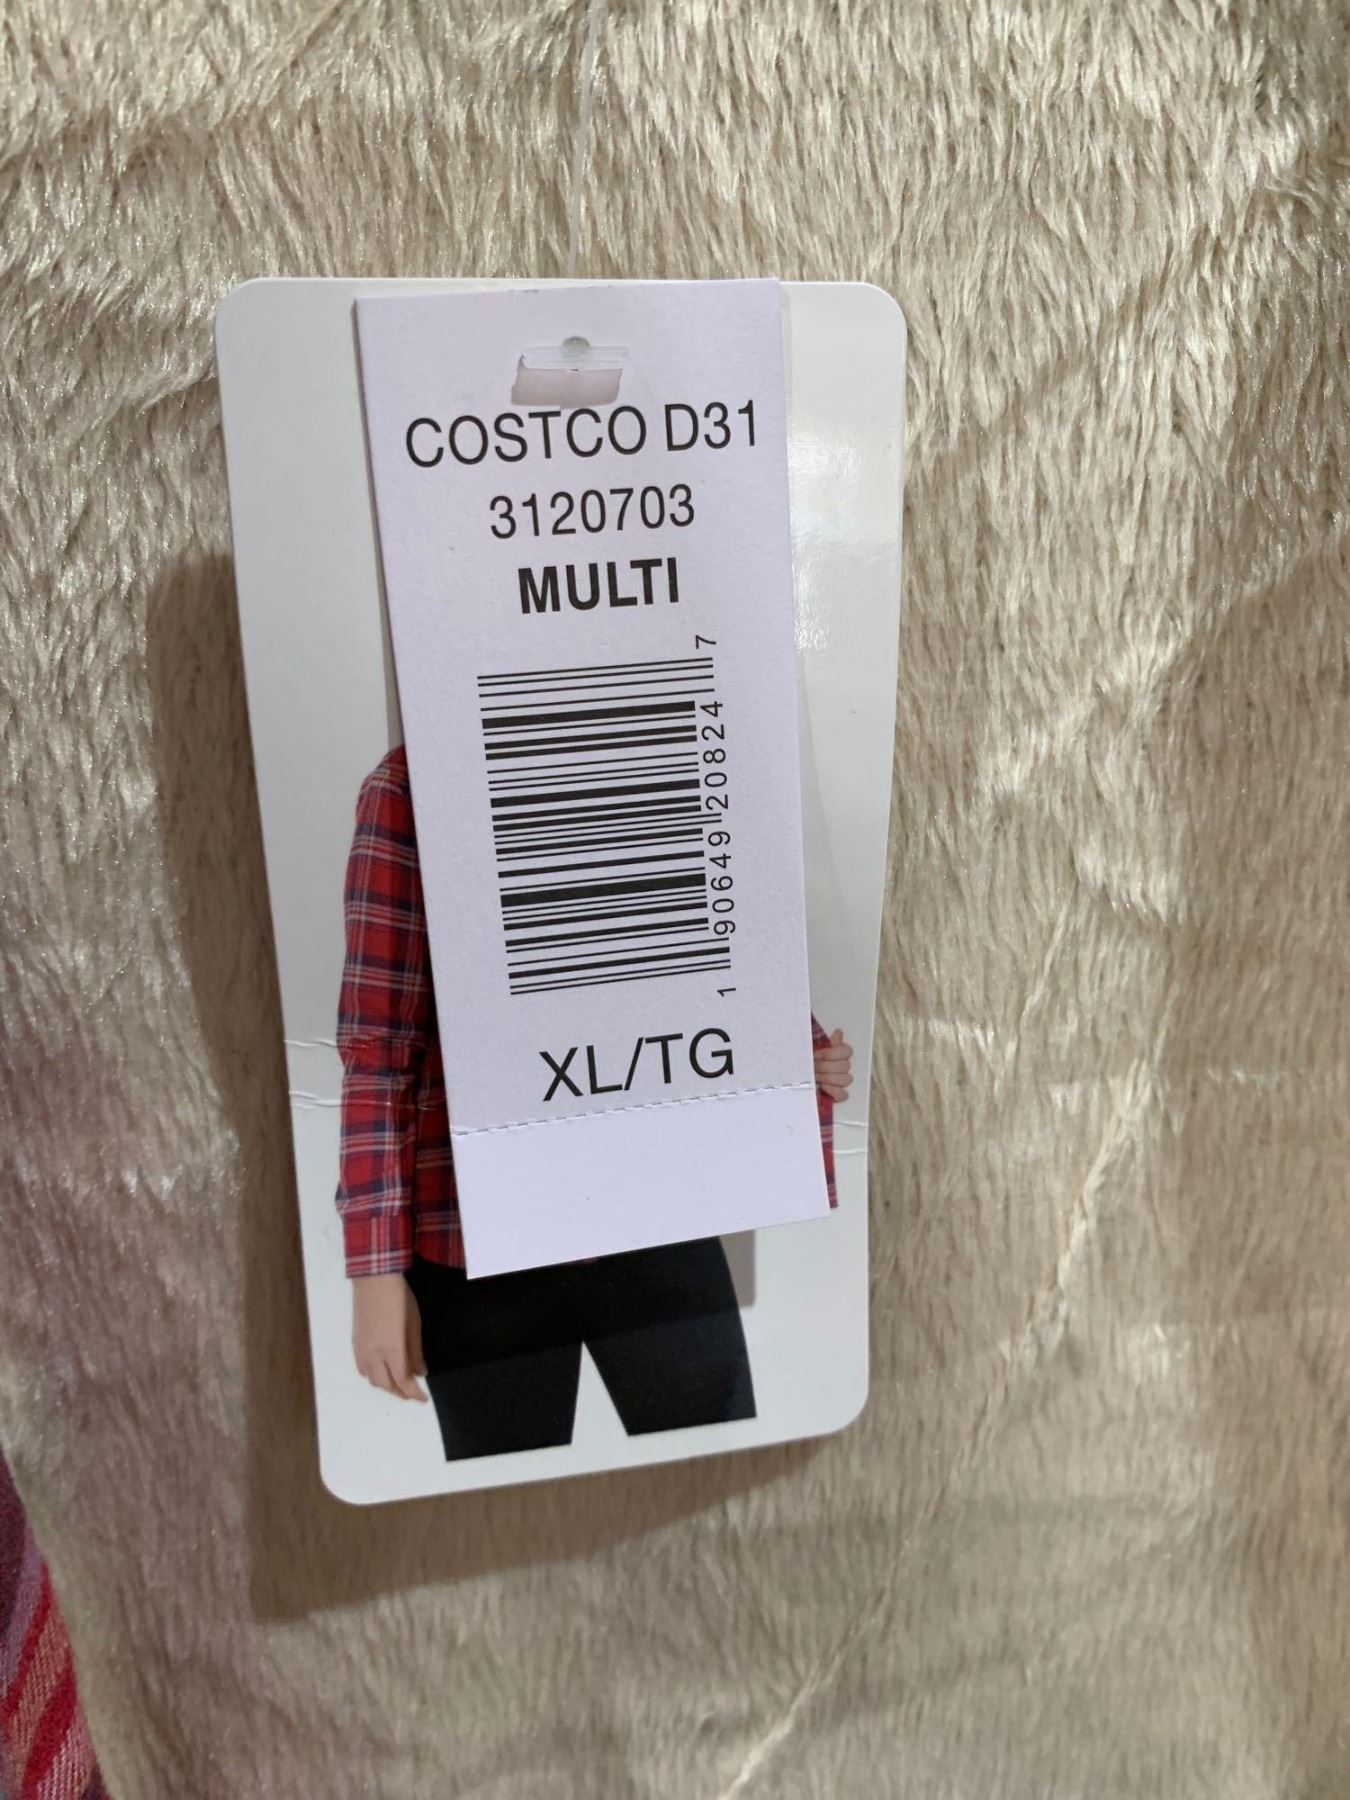 COSTCO D31
3120703
MULTI
1 90649 20824 7
XL/TG